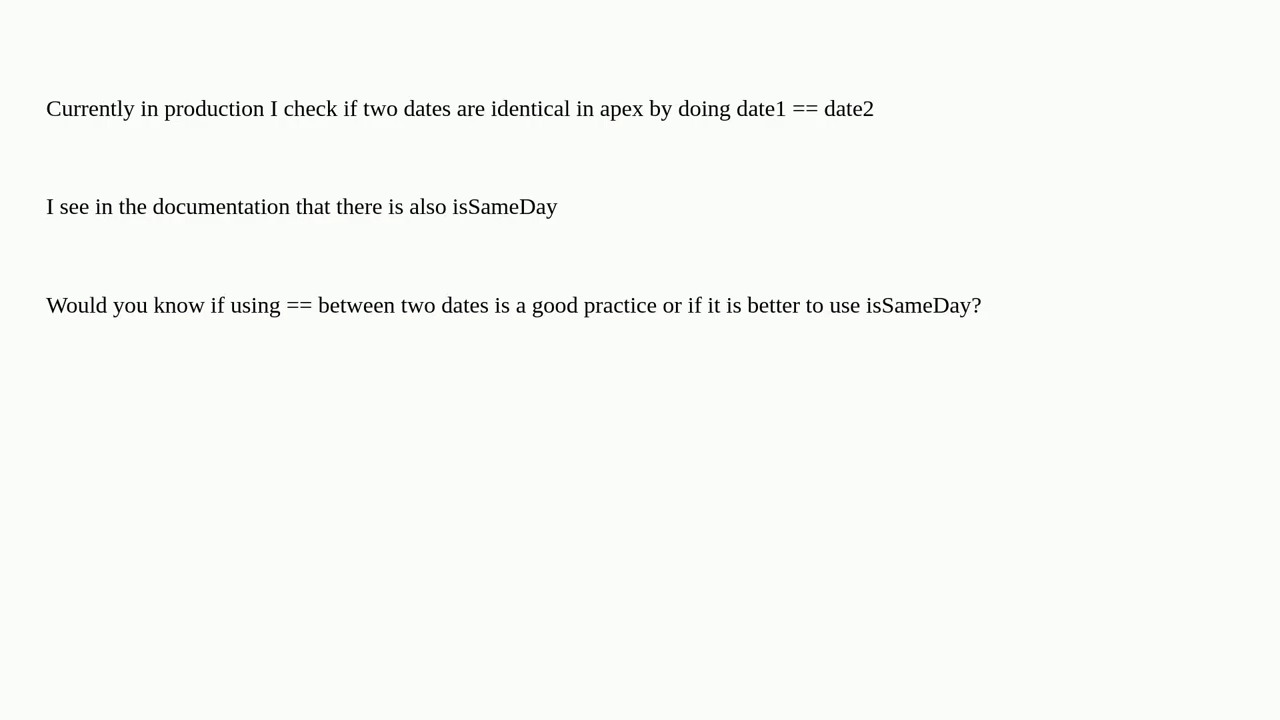 Currently in production I check if two dates are identical in apex by doing date1 == date2
I see in the documentation that there is also isSameDay
Would you know if using == between two dates is a good practice or if it is better to use isSameDay?